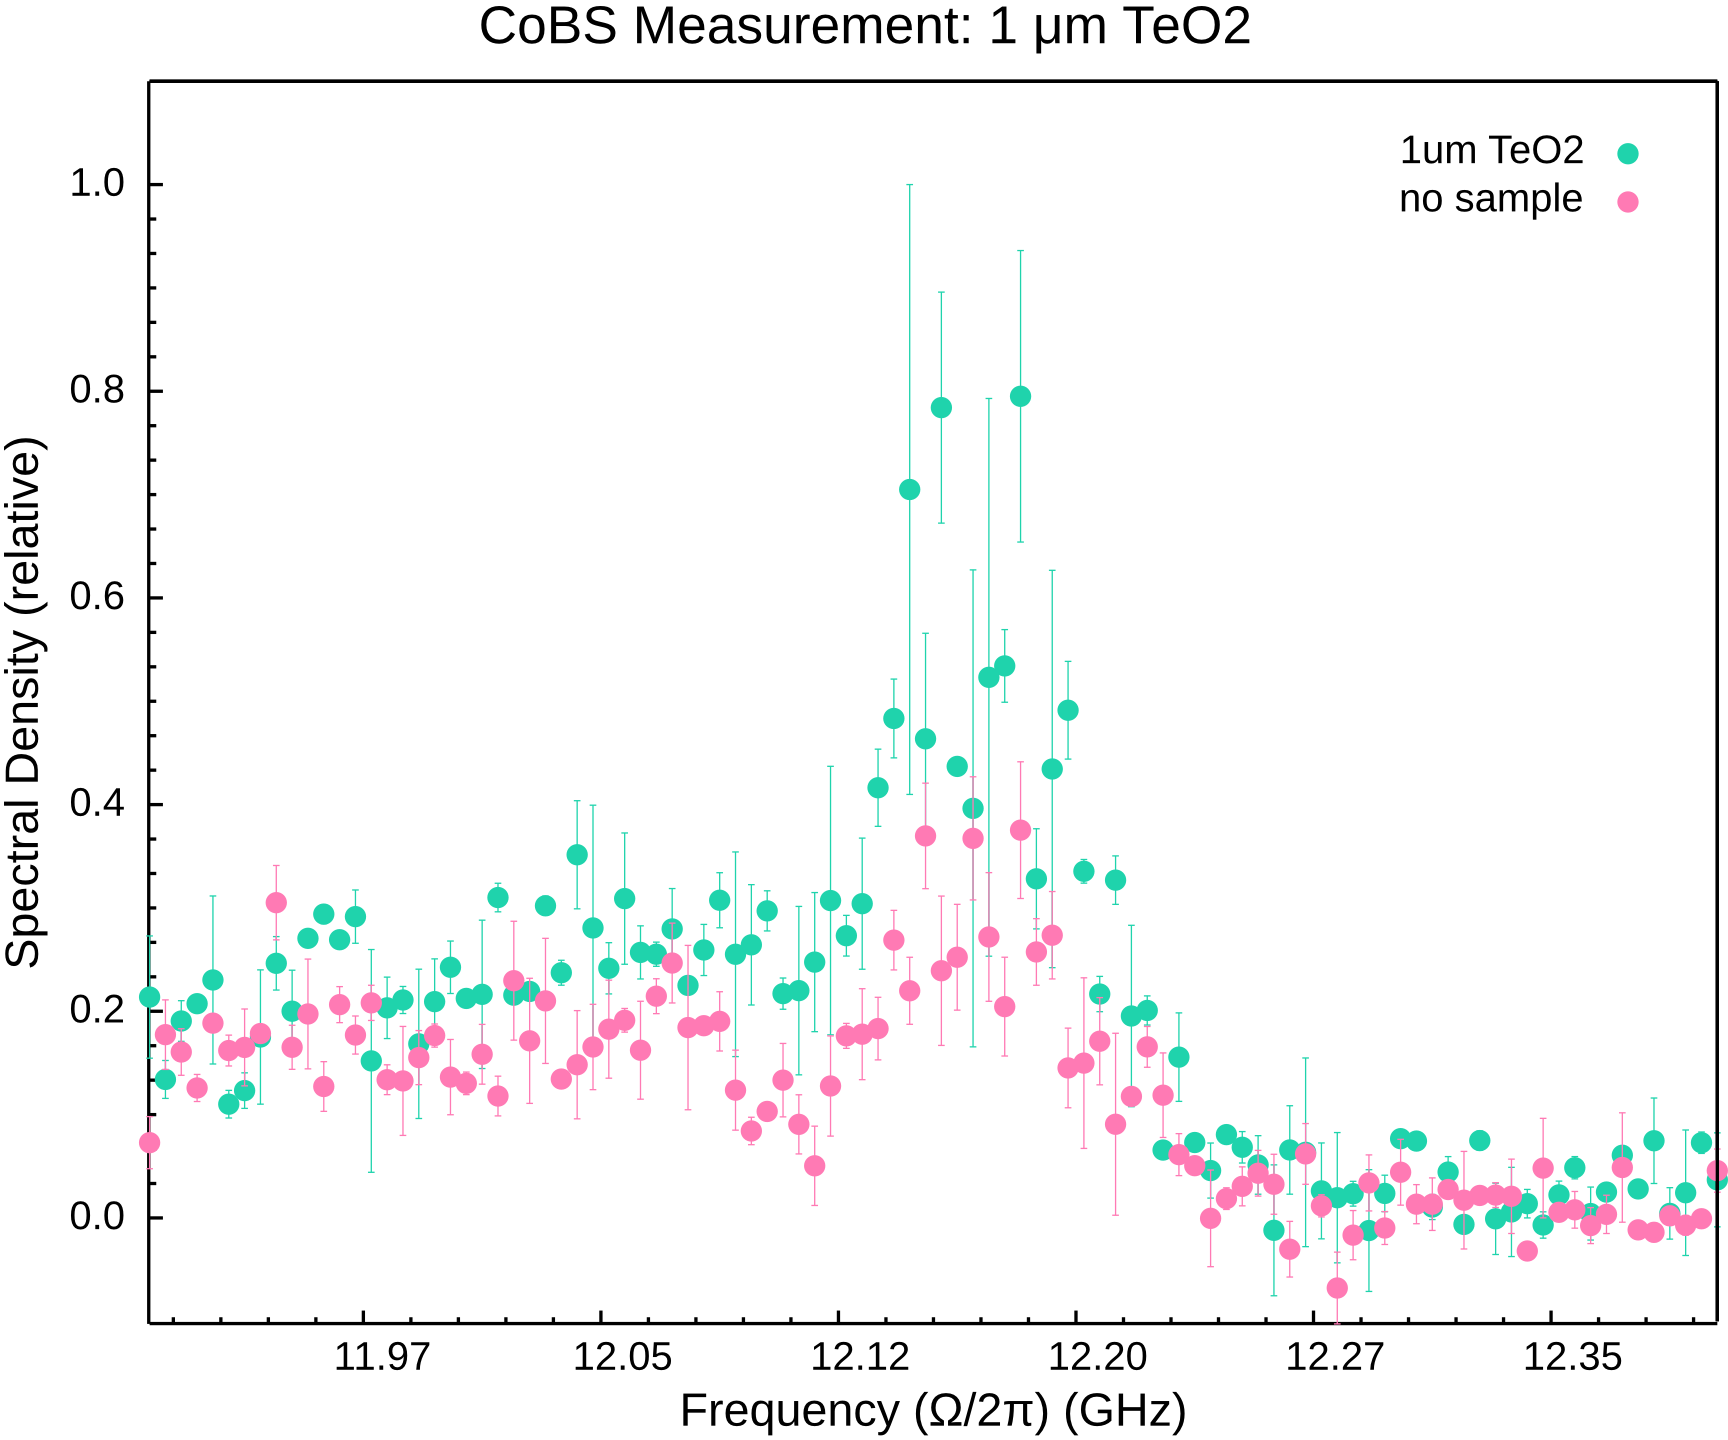 CoBS Measurement: 1 μm TeO2
1um TeO2
no sample
1.0
0.8
0.6
0.4
0.2
0.0
Spectral Density (relative)
11.97 12.05 12.12 12.20 12.27 12.35
Frequency (Ω/2π) (GHz)